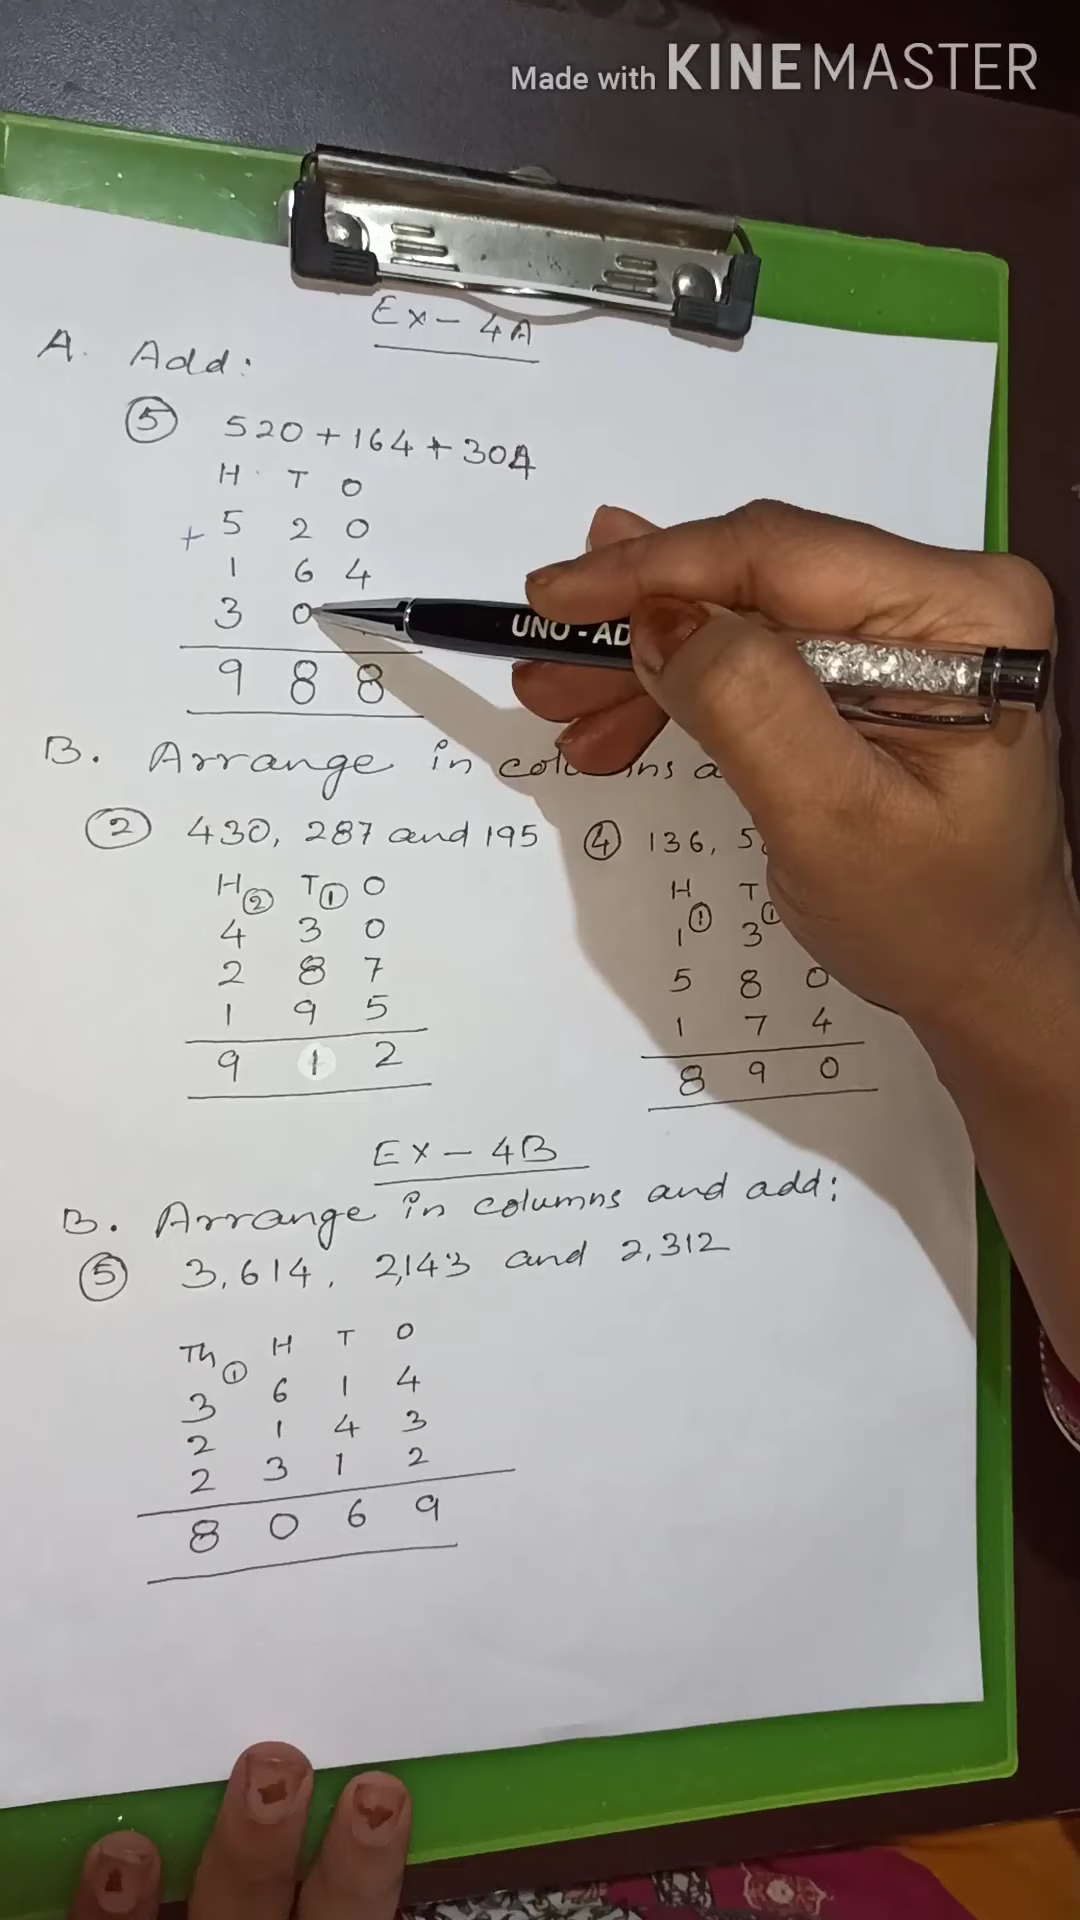 Made with KINEMASTER
Ex - 4A
A. Add:
⑤ 520 + 164 + 304
H T O
+ 5 2 0
1 6 4
3 0
9 8 8
UNO - AD
B. Arrange in
② 430, 287 and 195 ④ 136,
H ② T ① O H T
4 3 0 1 ① 3 ①
2 8 7 5 8 0
1 9 5 1 7 4
9 1 2 8 9 0
Ex - 4B
B. Arrange in columns and add:
⑤ 3,614, 2,143 and 2,312
Th ① H T O
3 6 1 4
2 1 4 3
2 3 1 2
8 0 6 9